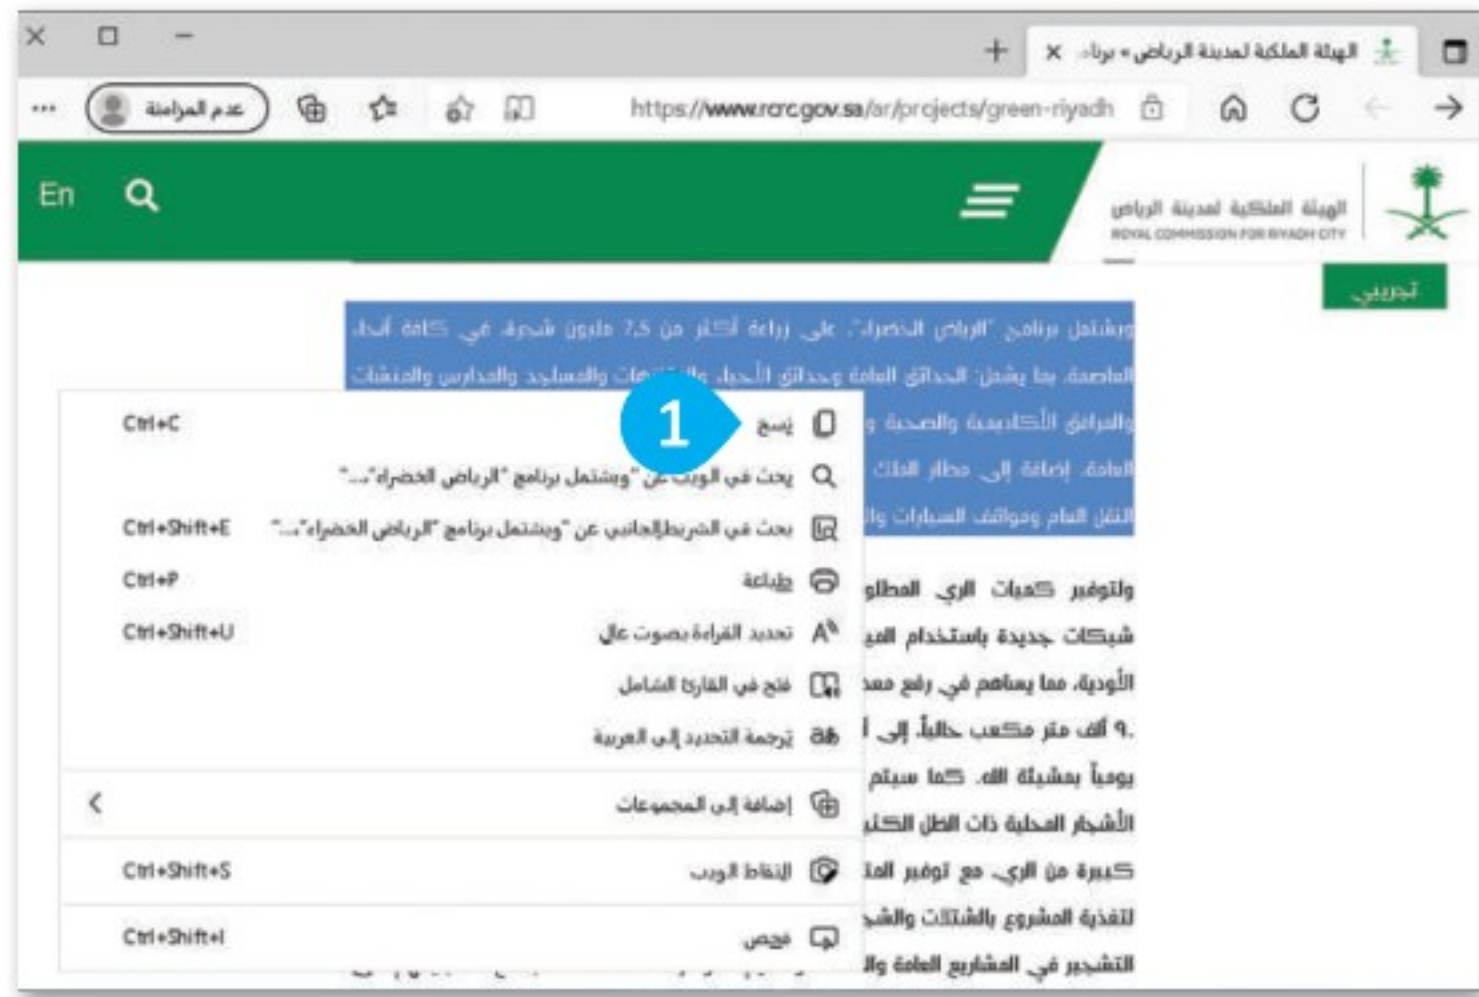 الهيئة الملكية لمدينة الرياض » برنا
https://www.rcrc.gov.sa/ar/projects/green-riyadh
عدم المزامنة
En
الهيئة الملكية لمدينة الرياض
ROYAL COMMISSION FOR RIYADH CITY
تجريبي
ويشتمل برنامج "الرياض الخضراء"، على زراعة أكثر من 7,5 مليون شجرة، في كافة أنحاء
العاصمة، بما يشمل: الحدائق العامة وحدائق الأحياء والمساجد والمدارس والمنشآت
والمرافق الأكاديمية والصحية و
العامة، إضافة إلى مطار الملك
النقل العام ومواقف السيارات وال
1
نسخ Ctrl+C
بحث في الويب عن "ويشتمل برنامج "الرياض الخضراء"،..."
بحث في الشريط الجانبي عن "ويشتمل برنامج "الرياض الخضراء"،..." Ctrl+Shift+E
طباعة Ctrl+P
تحديد القراءة بصوت عالٍ Ctrl+Shift+U
فتح في القارئ الشامل
ترجمة التحديد إلى العربية
إضافة إلى المجموعات
التقاط الويب Ctrl+Shift+S
فحص Ctrl+Shift+I
ولتوفير كميات الري المطلو
شبكات جديدة باستخدام المي
الأودية، مما يساهم في رفع معد
٩٠ ألف متر مكعب حالياً، إلى أ
يومياً بمشيئة الله. كما سيتم
الأشجار المحلية ذات الظل الكثي
كبيرة من الري، مع توفير المت
لتغذية المشروع بالشتلات والشج
التشجير في المشاريع العامة وال